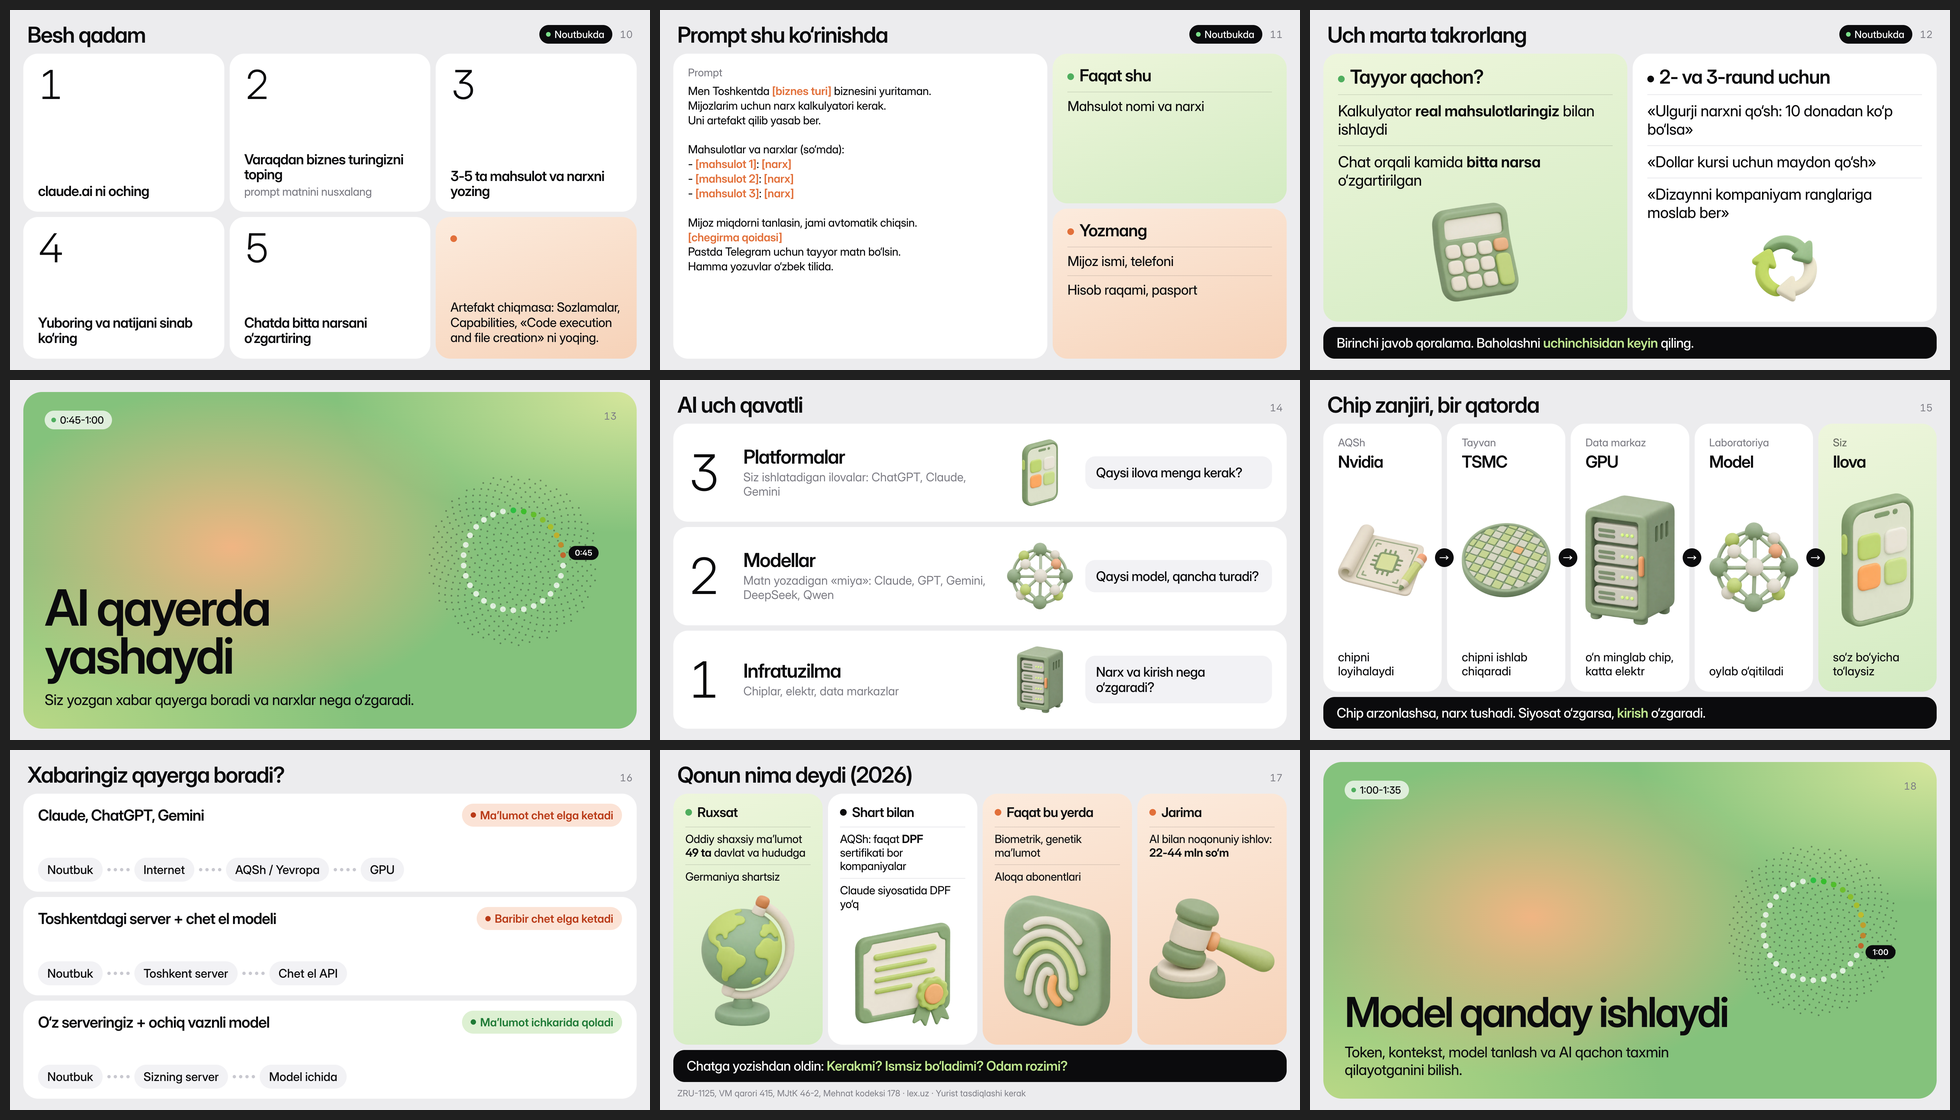 Besh qadam
Noutbukda
10
1
claude.ai ni oching
2
Varaqdan biznes turingizni
toping
prompt matnini nusxalang
3
3-5 ta mahsulot va narxni
yozing
4
Yuboring va natijani sinab
ko‘ring
5
Chatda bitta narsani
o‘zgartiring
Artefakt chiqmasa: Sozlamalar,
Capabilities, «Code execution
and file creation» ni yoqing.
Prompt shu ko‘rinishda
Noutbukda
11
Prompt
Men Toshkentda [biznes turi] biznesini yuritaman.
Mijozlarim uchun narx kalkulyatori kerak.
Uni artefakt qilib yasab ber.
Mahsulotlar va narxlar (so‘mda):
- [mahsulot 1]: [narx]
- [mahsulot 2]: [narx]
- [mahsulot 3]: [narx]
Mijoz miqdorni tanlasin, jami avtomatik chiqsin.
[chegirma qoidasi]
Pastda Telegram uchun tayyor matn bo‘lsin.
Hamma yozuvlar o‘zbek tilida.
Faqat shu
Mahsulot nomi va narxi
Yozmang
Mijoz ismi, telefoni
Hisob raqami, pasport
Uch marta takrorlang
Noutbukda
12
Tayyor qachon?
Kalkulyator real mahsulotlaringiz bilan
ishlaydi
Chat orqali kamida bitta narsa
o‘zgartirilgan
2- va 3-raund uchun
«Ulgurji narxni qo‘sh: 10 donadan ko‘p
bo‘lsa»
«Dollar kursi uchun maydon qo‘sh»
«Dizaynni kompaniyam ranglariga
moslab ber»
Birinchi javob qoralama. Baholashni uchinchisidan keyin qiling.
0:45-1:00
13
0:45
AI qayerda
yashaydi
Siz yozgan xabar qayerga boradi va narxlar nega o‘zgaradi.
AI uch qavatli
14
3
Platformalar
Siz ishlatadigan ilovalar: ChatGPT, Claude,
Gemini
Qaysi ilova menga kerak?
2
Modellar
Matn yozadigan «miya»: Claude, GPT, Gemini,
DeepSeek, Qwen
Qaysi model, qancha turadi?
1
Infratuzilma
Chiplar, elektr, data markazlar
Narx va kirish nega
o‘zgaradi?
Chip zanjiri, bir qatorda
15
AQSh
Nvidia
chipni
loyihalaydi
Tayvan
TSMC
chipni ishlab
chiqaradi
Data markaz
GPU
o‘n minglab chip,
katta elektr
Laboratoriya
Model
oylab o‘qitiladi
Siz
Ilova
so‘z bo‘yicha
to‘laysiz
Chip arzonlashsa, narx tushadi. Siyosat o‘zgarsa, kirish o‘zgaradi.
Xabaringiz qayerga boradi?
16
Claude, ChatGPT, Gemini
Ma’lumot chet elga ketadi
Noutbuk
Internet
AQSh / Yevropa
GPU
Toshkentdagi server + chet el modeli
Baribir chet elga ketadi
Noutbuk
Toshkent server
Chet el API
O‘z serveringiz + ochiq vaznli model
Ma’lumot ichkarida qoladi
Noutbuk
Sizning server
Model ichida
Qonun nima deydi (2026)
17
Ruxsat
Oddiy shaxsiy ma’lumot
49 ta davlat va hududga
Germaniya shartsiz
Shart bilan
AQSh: faqat DPF
sertifikati bor
kompaniyalar
Claude siyosatida DPF
yo‘q
Faqat bu yerda
Biometrik, genetik
ma’lumot
Aloqa abonentlari
Jarima
AI bilan noqonuniy ishlov:
22-44 mln so‘m
Chatga yozishdan oldin: Kerakmi? Ismsiz bo‘ladimi? Odam rozimi?
ZRU-1125, VM qarori 415, MJtK 46-2, Mehnat kodeksi 178 · lex.uz · Yurist tasdiqlashi kerak
1:00-1:35
18
1:00
Model qanday ishlaydi
Token, kontekst, model tanlash va AI qachon taxmin
qilayotganini bilish.